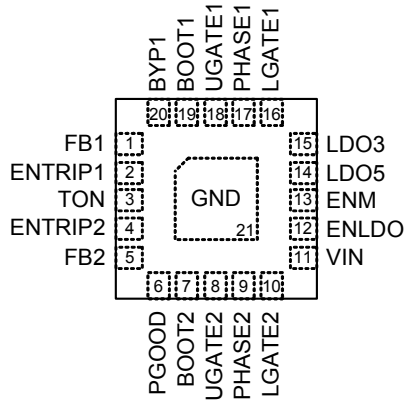 BYP1
BOOT1
UGATE1
PHASE1
LGATE1
20 19 18 17 16
FB1 1
ENTRIP1 2
TON 3
ENTRIP2 4
FB2 5
GND
21
15 LDO3
14 LDO5
13 ENM
12 ENLDO
11 VIN
6 7 8 9 10
PGOOD
BOOT2
UGATE2
PHASE2
LGATE2